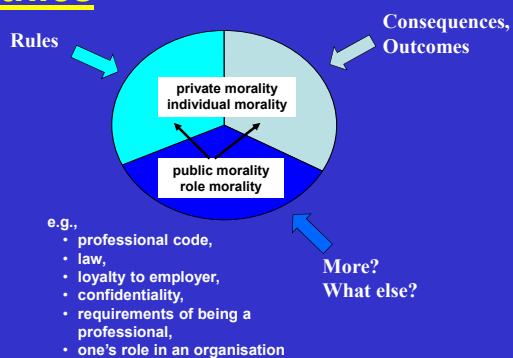 Rules
Consequences,
Outcomes
private morality
individual morality
public morality
role morality
e.g.,
• professional code,
• law,
• loyalty to employer,
• confidentiality,
• requirements of being a
professional,
• one's role in an organisation
More?
What else?